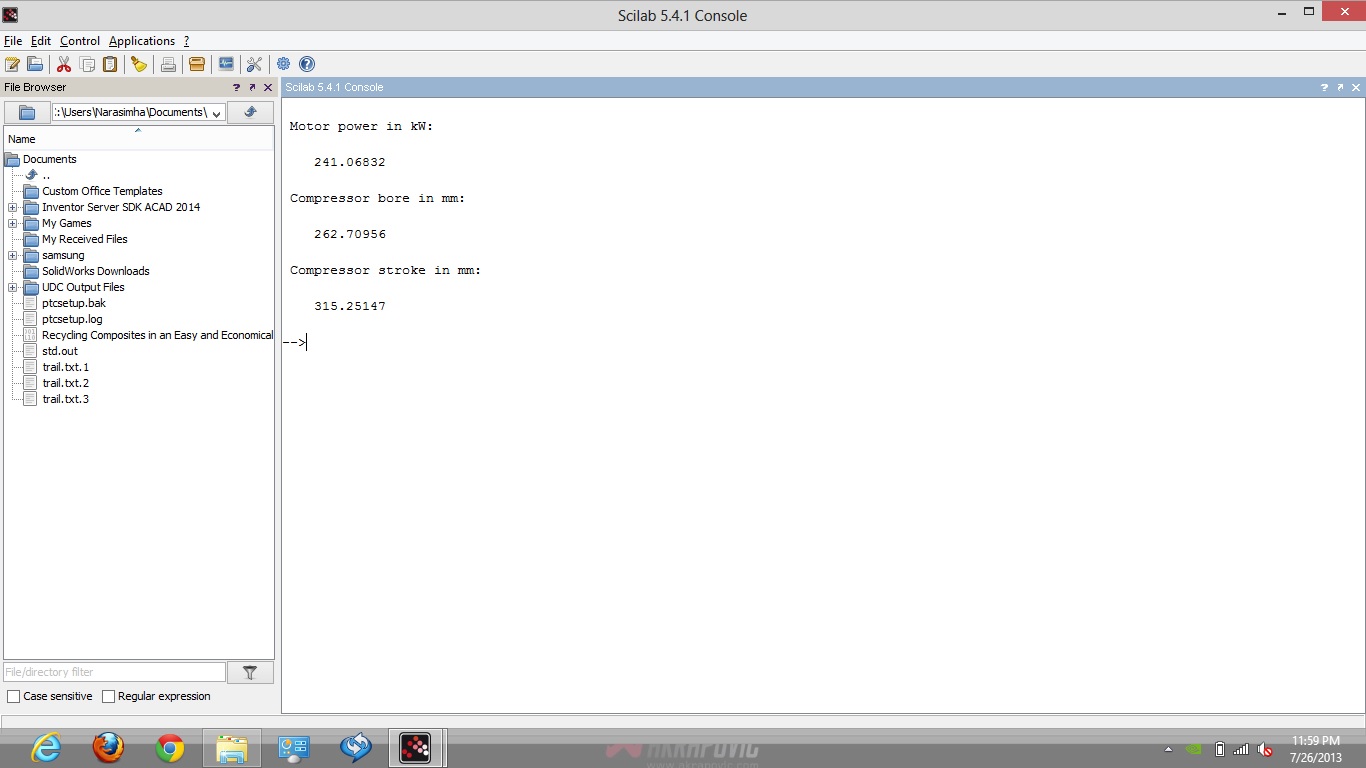 Scilab 5.4.1 Console
File Edit Control Applications ?
File Browser ? ↗ ×
Scilab 5.4.1 Console ? ↗ ×
:\Users\Narasimha\Documents\
Name
Documents
..
Custom Office Templates
Inventor Server SDK ACAD 2014
My Games
My Received Files
samsung
SolidWorks Downloads
UDC Output Files
ptcsetup.bak
ptcsetup.log
Recycling Composites in an Easy and Economical
std.out
trail.txt.1
trail.txt.2
trail.txt.3
File/directory filter
Case sensitive Regular expression
Motor power in kW:
241.06832
Compressor bore in mm:
262.70956
Compressor stroke in mm:
315.25147
-->
AKRAPOVIC
www.akrapovic.com
11:59 PM
7/26/2013